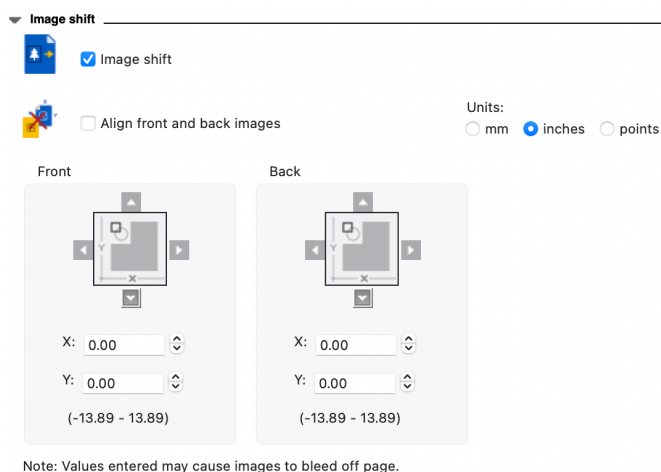 Image shift
Image shift
Align front and back images
Units:
mm inches points
Front Back
Y Y
X X
X: 0.00 X: 0.00
Y: 0.00 Y: 0.00
(-13.89 - 13.89) (-13.89 - 13.89)
Note: Values entered may cause images to bleed off page.